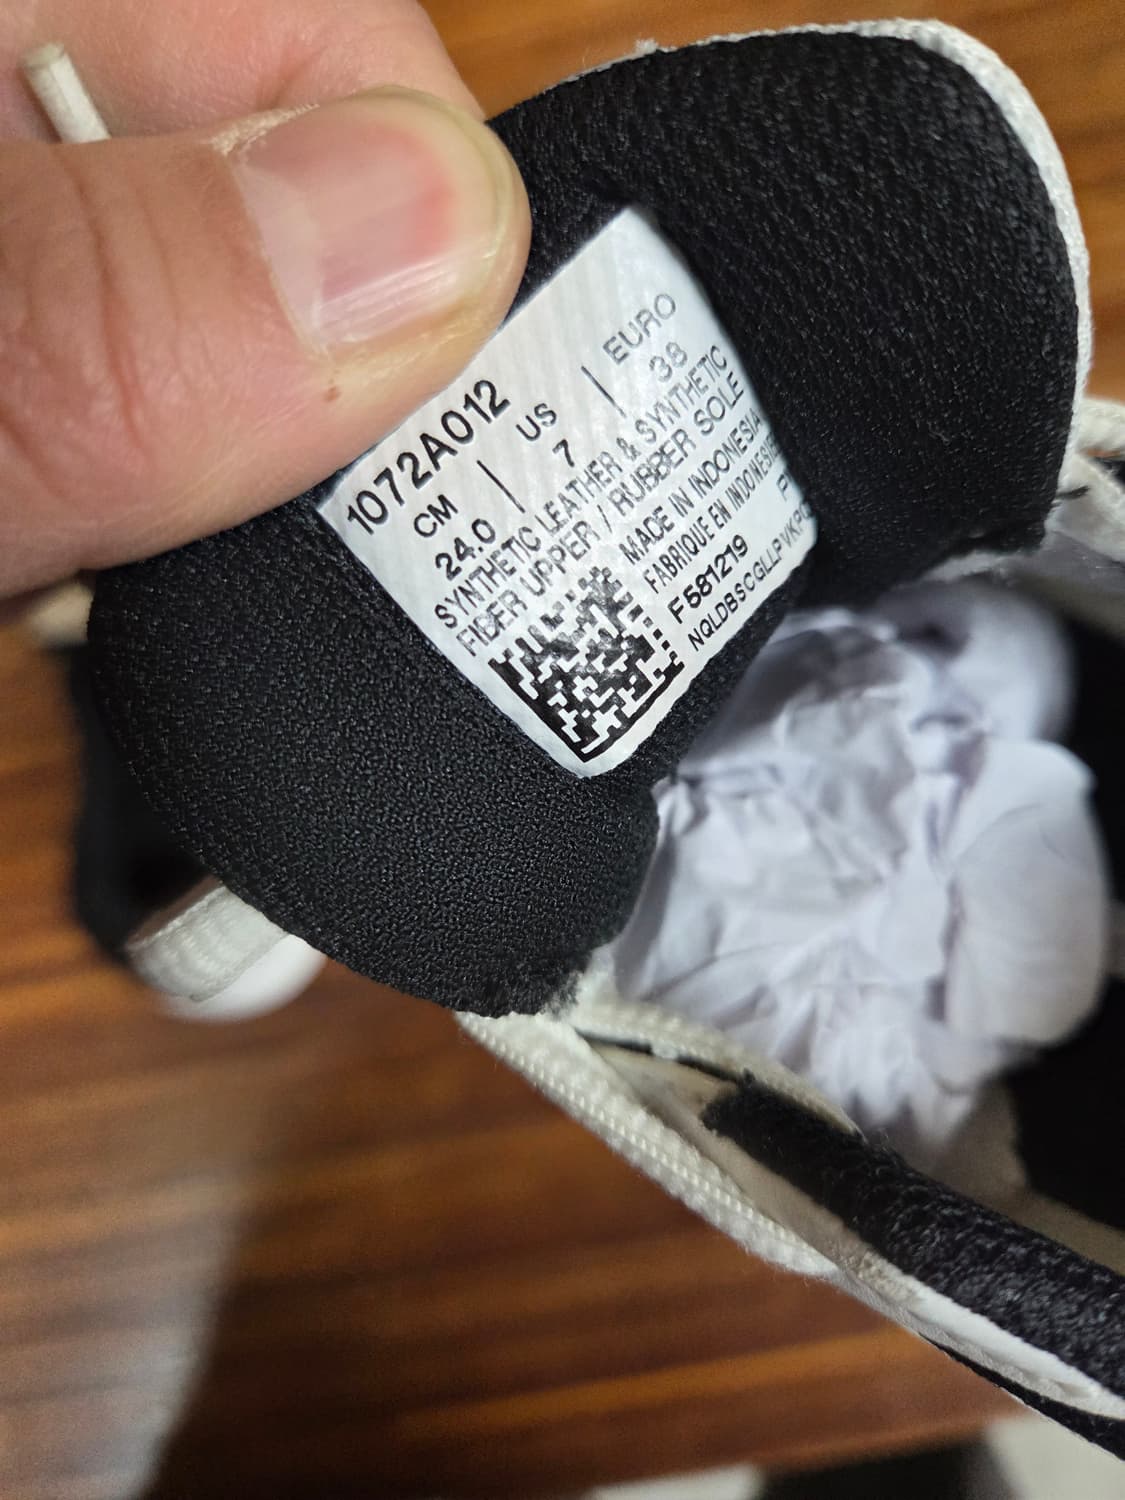 1072A012
CM | US | EURO
24.0 7 38
SYNTHETIC LEATHER & SYNTHETIC
FIBER UPPER / RUBBER SOLE
MADE IN INDONESIA
FABRIQUE EN INDONESIE
F581219